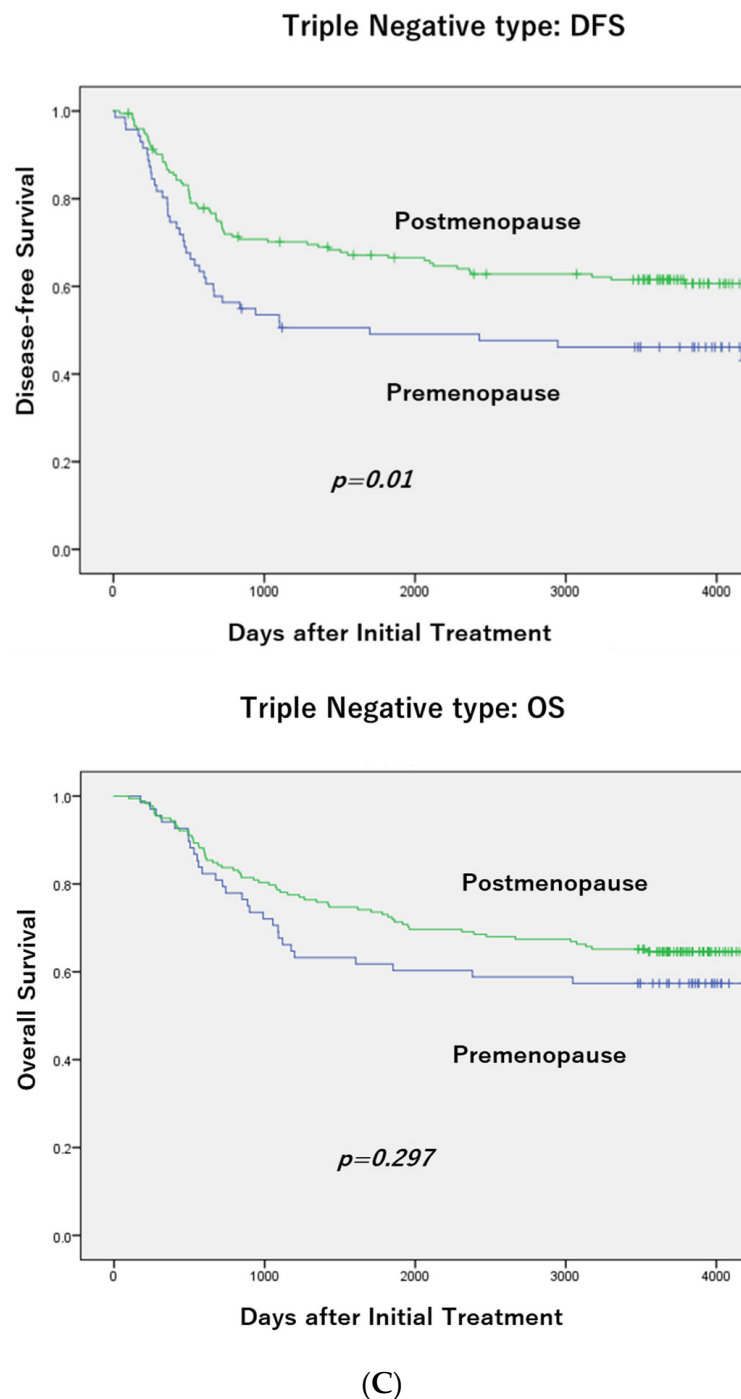 Triple Negative type: DFS
1.0
0.8
0.6
0.4
0.2
0.0
Disease-free Survival
Postmenopause
Premenopause
p=0.01
0 1000 2000 3000 4000
Days after Initial Treatment
Triple Negative type: OS
1.0
0.8
0.6
0.4
0.2
0.0
Overall Survival
Postmenopause
Premenopause
p=0.297
0 1000 2000 3000 4000
Days after Initial Treatment
(C)